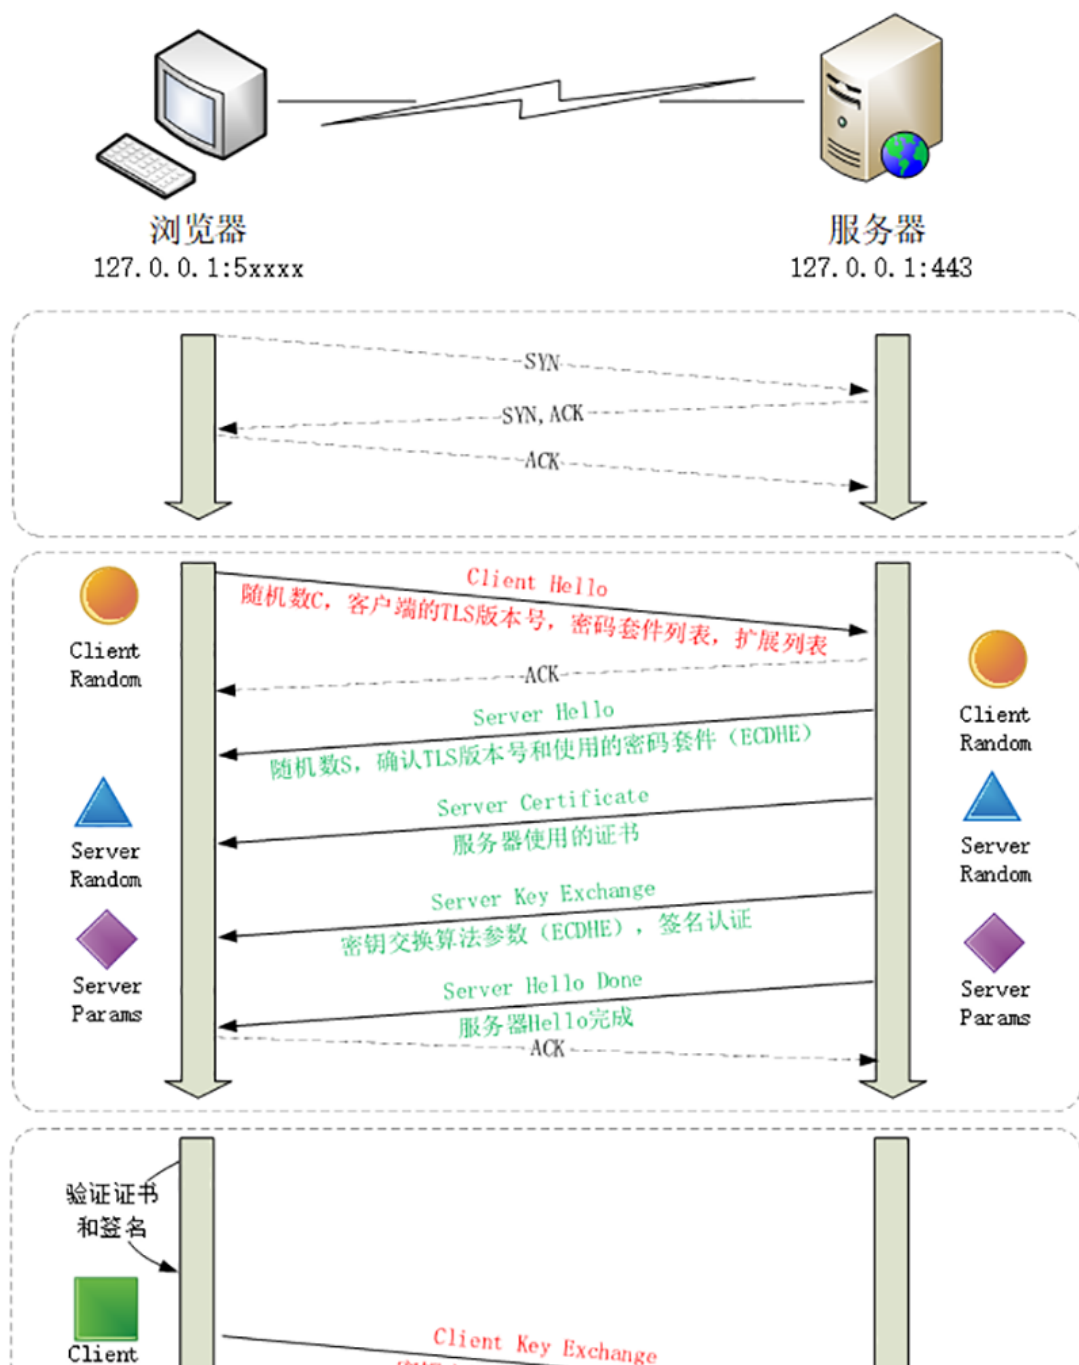 浏览器
服务器
127.0.0.1:5xxxx
127.0.0.1:443
SYN
SYN,ACK
ACK
Client Hello
随机数C，客户端的TLS版本号，密码套件列表，扩展列表
Client
Random
ACK
Client
Random
Server Hello
随机数S，确认TLS版本号和使用的密码套件（ECDHE）
Server Certificate
服务器使用的证书
Server
Random
Server
Random
Server Key Exchange
密钥交换算法参数（ECDHE），签名认证
Server
Params
Server
Params
Server Hello Done
服务器Hello完成
ACK
验证证书
和签名
Client Key Exchange
Client